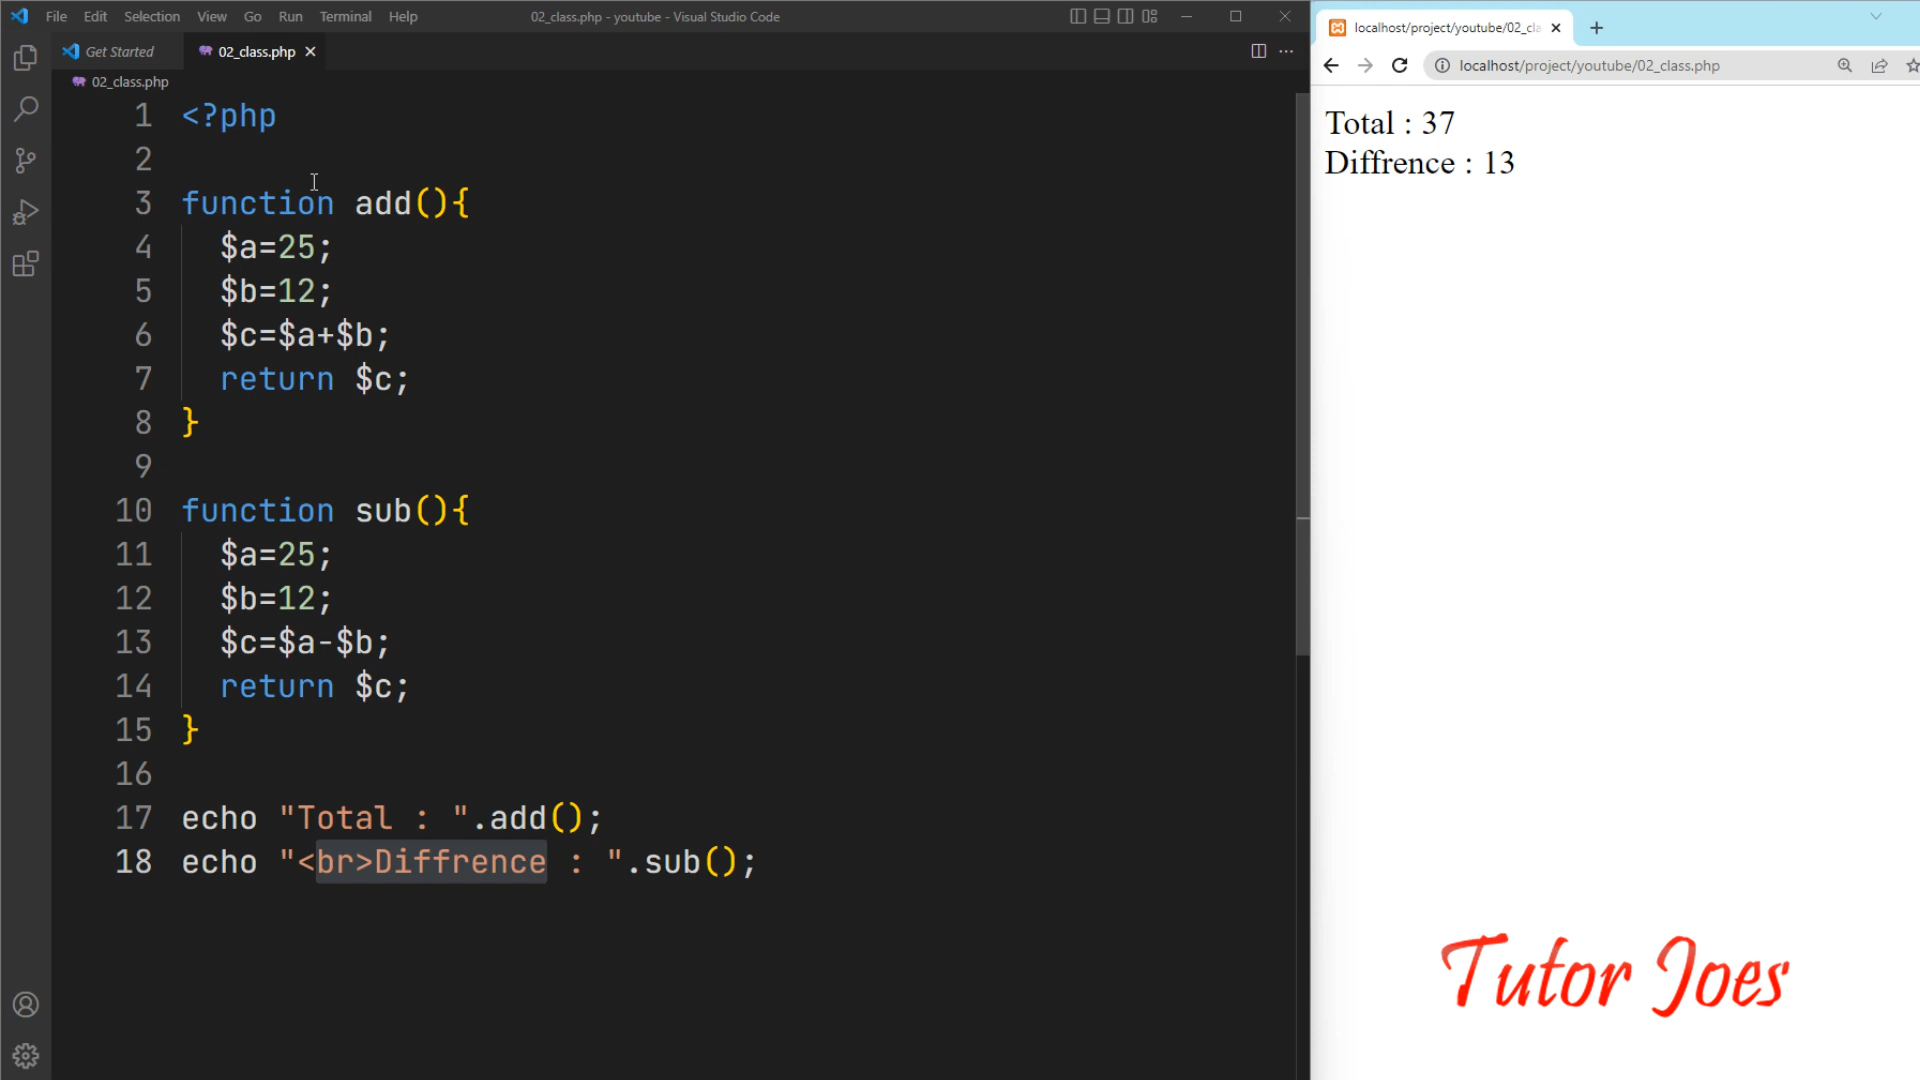 File Edit Selection View Go Run Terminal Help 02_class.php - youtube - Visual Studio Code
Get Started 02_class.php
02_class.php
1 <?php
2
3 function add(){
4 $a=25;
5 $b=12;
6 $c=$a+$b;
7 return $c;
8 }
9
10 function sub(){
11 $a=25;
12 $b=12;
13 $c=$a-$b;
14 return $c;
15 }
16
17 echo "Total : ".add();
18 echo "<br>Diffrence : ".sub();
localhost/project/youtube/02_cla
localhost/project/youtube/02_class.php
Total : 37
Diffrence : 13
Tutor Joes